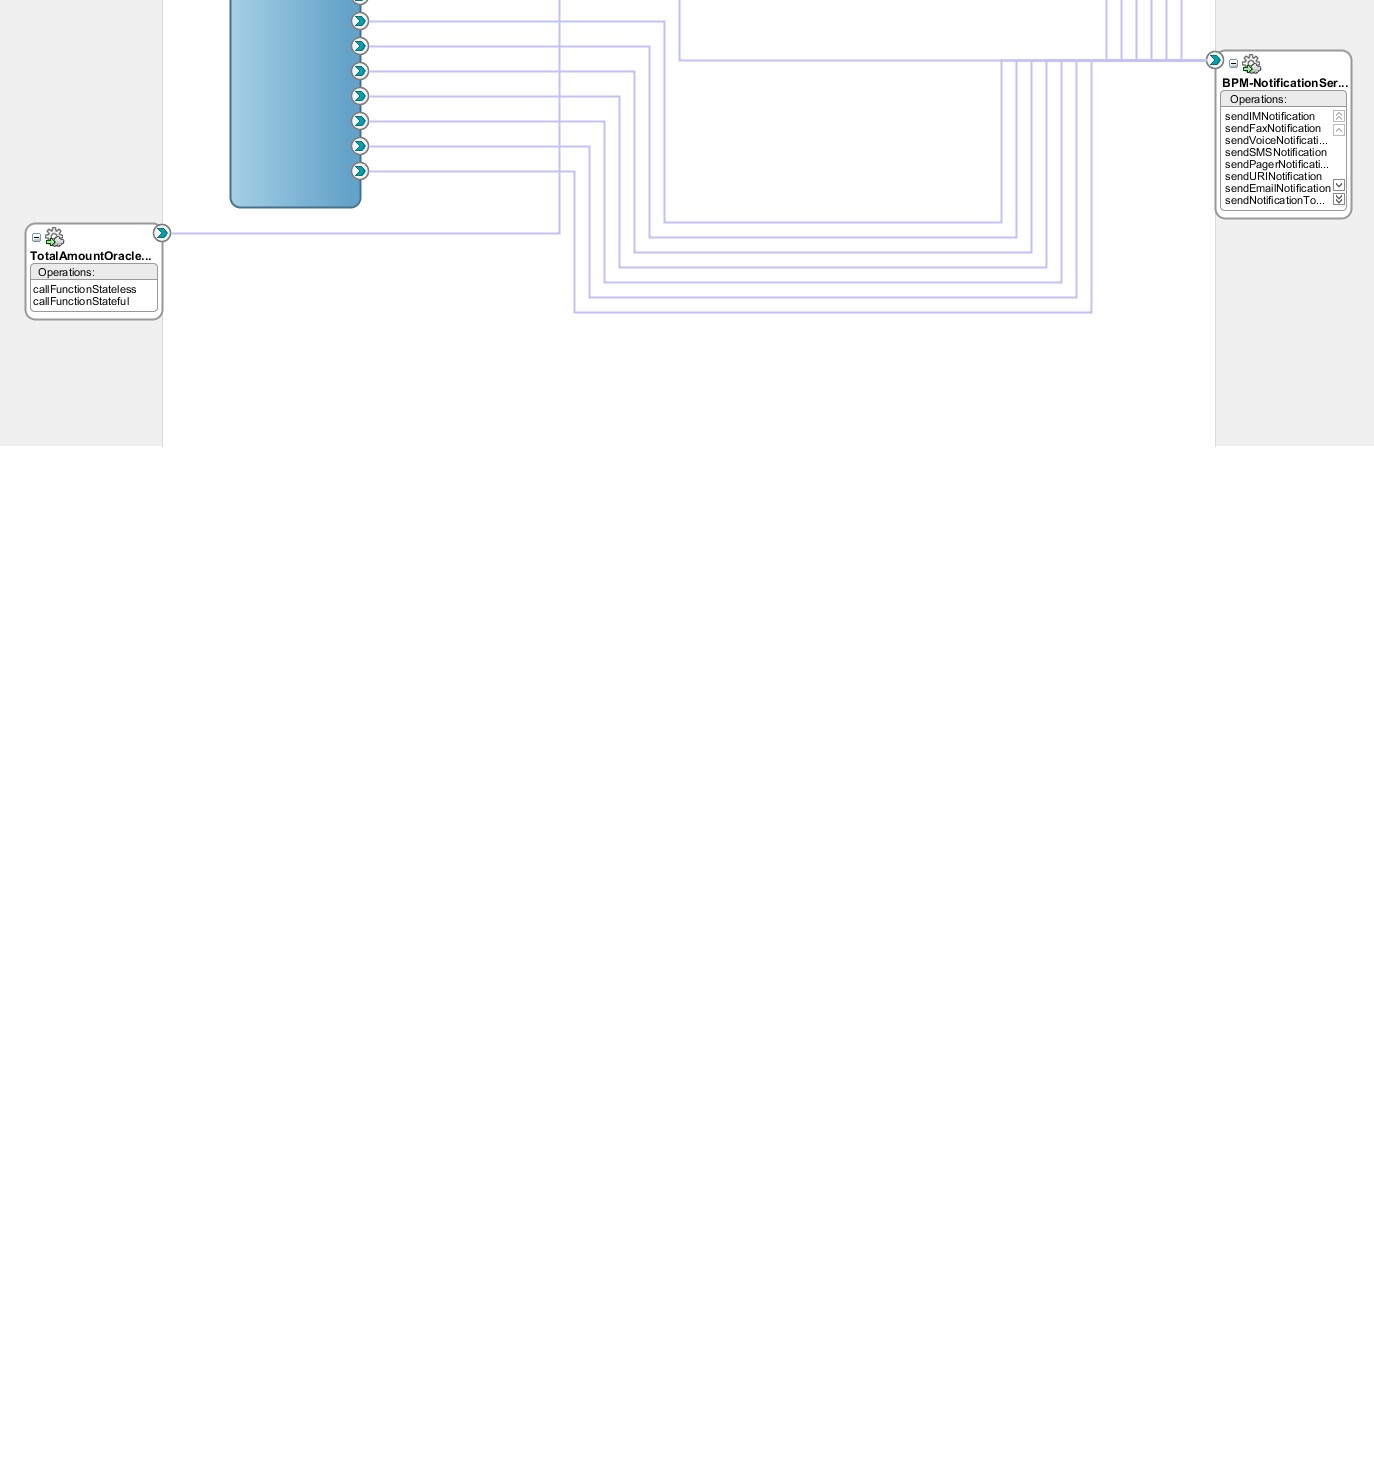 BPM-NotificationSer...
Operations:
sendIMNotification
sendFaxNotification
sendVoiceNotificati...
sendSMSNotification
sendPagerNotificati...
sendURINotification
sendEmailNotification
sendNotificationTo...
TotalAmountOracle...
Operations:
callFunctionStateless
callFunctionStateful